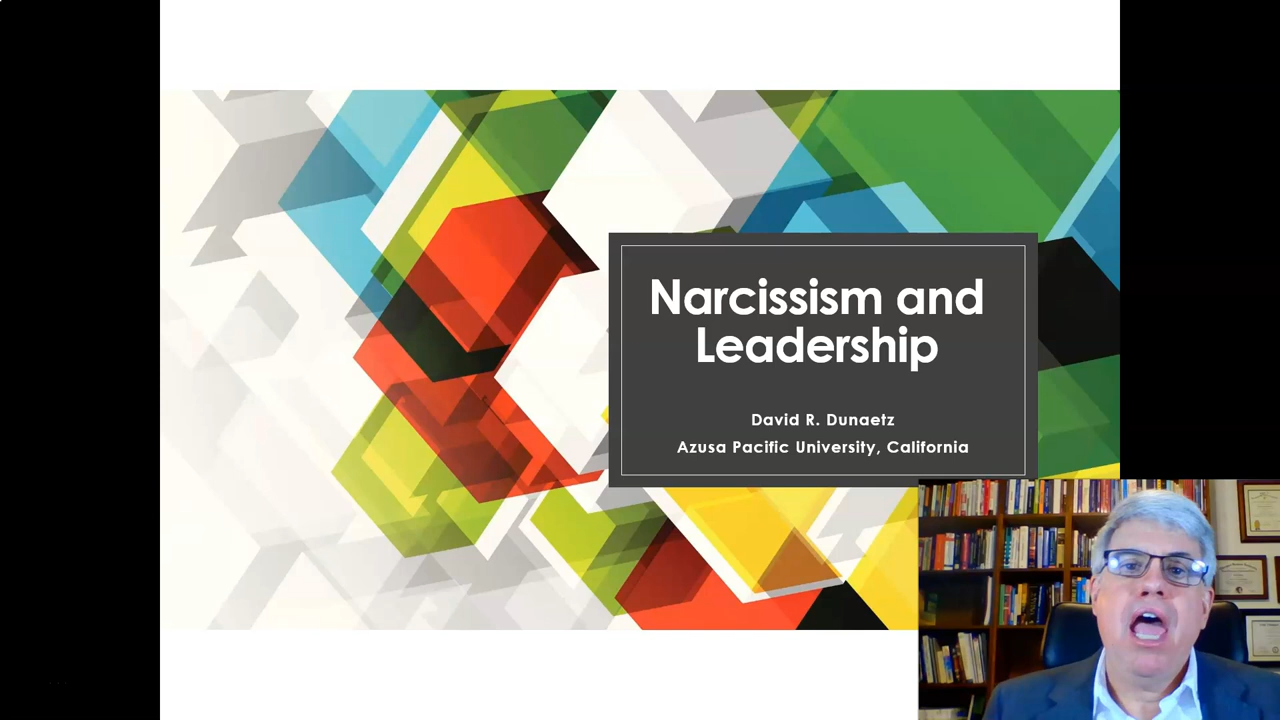 Narcissism and
Leadership
David R. Dunaetz
Azusa Pacific University, California